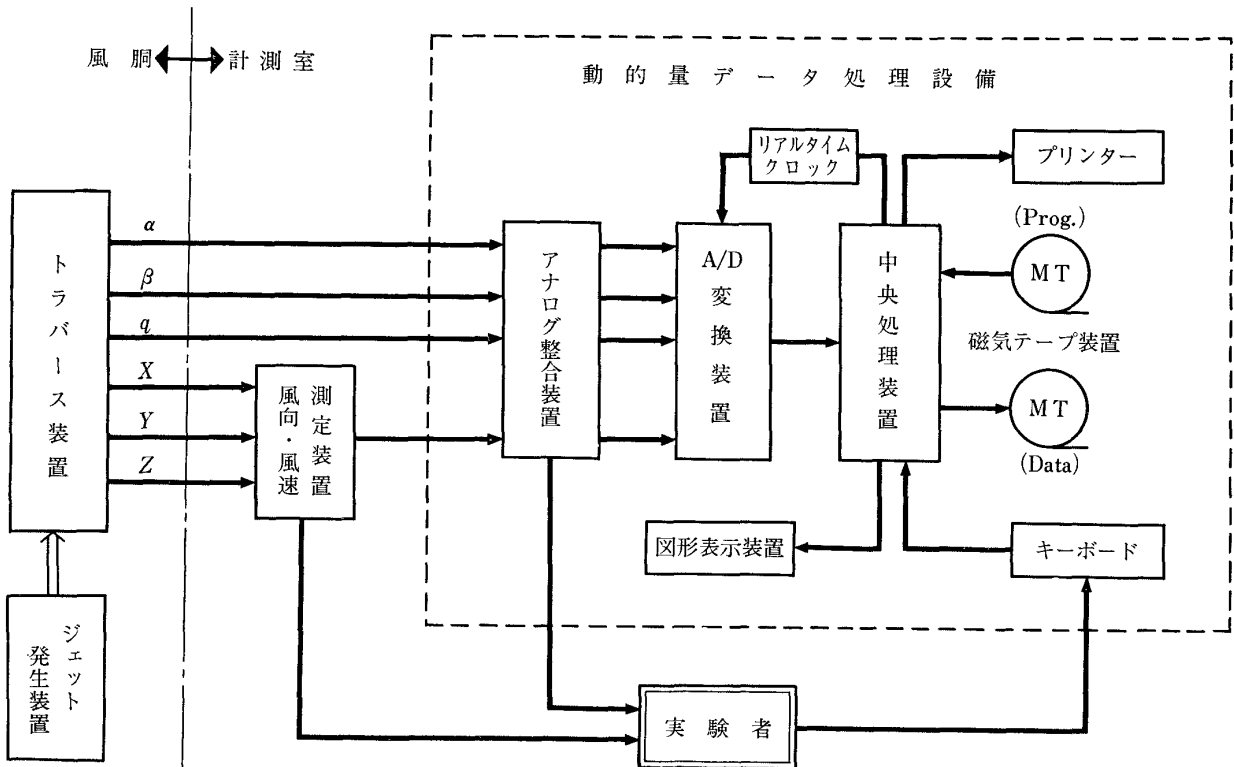 風胴
計測室
動的量データ処理設備
リアルタイム
クロック
プリンター
トラバース装置
α
β
q
X
Y
Z
風向・風速
測定装置
アナログ整合装置
A/D
変換装置
中央処理装置
(Prog.)
MT
磁気テープ装置
MT
(Data)
図形表示装置
キーボード
ジェット
発生装置
実験者